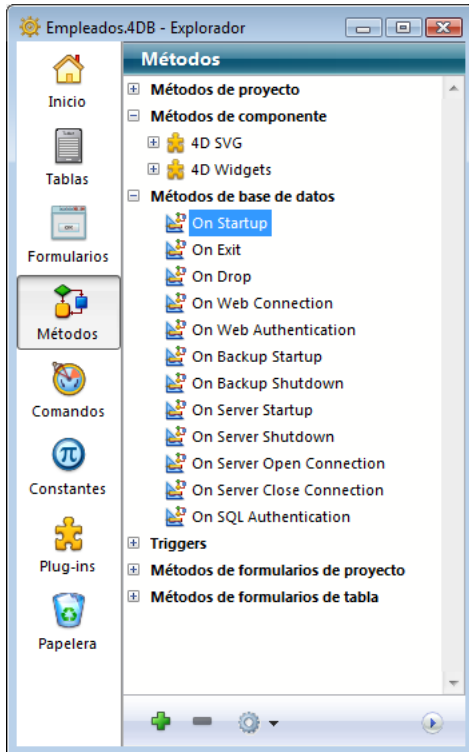 Empleados.4DB - Explorador
Inicio
Tablas
Formularios
Métodos
Comandos
Constantes
Plug-ins
Papelera
Métodos
Métodos de proyecto
Métodos de componente
4D SVG
4D Widgets
Métodos de base de datos
On Startup
On Exit
On Drop
On Web Connection
On Web Authentication
On Backup Startup
On Backup Shutdown
On Server Startup
On Server Shutdown
On Server Open Connection
On Server Close Connection
On SQL Authentication
Triggers
Métodos de formularios de proyecto
Métodos de formularios de tabla